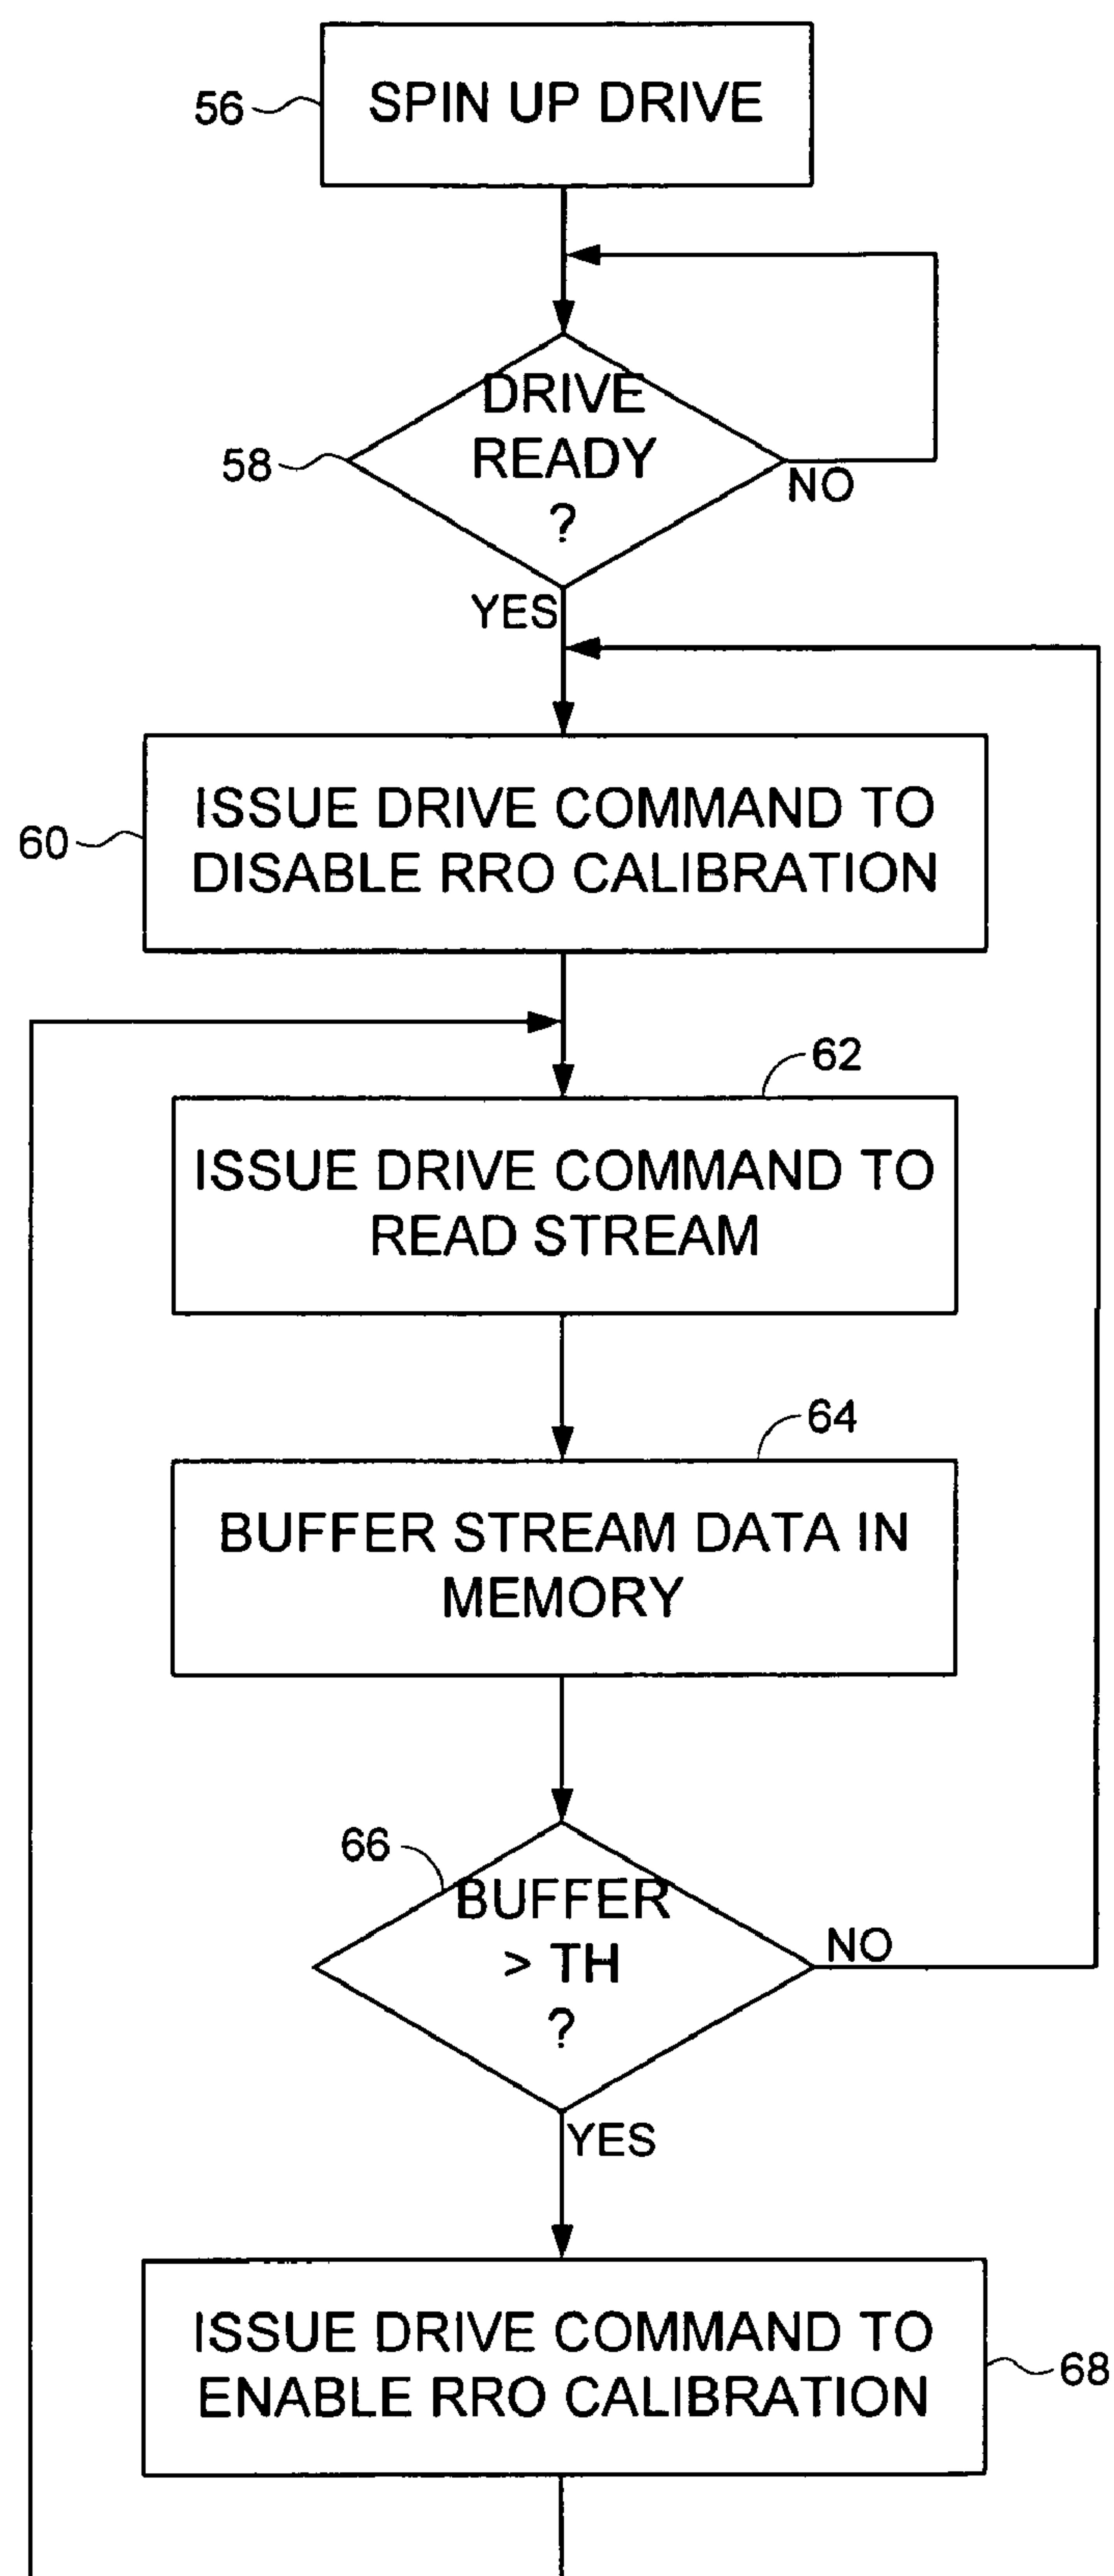 56
SPIN UP DRIVE
DRIVE
READY
?
58
NO
YES
60
ISSUE DRIVE COMMAND TO
DISABLE RRO CALIBRATION
62
ISSUE DRIVE COMMAND TO
READ STREAM
64
BUFFER STREAM DATA IN
MEMORY
66
BUFFER
> TH
?
NO
YES
ISSUE DRIVE COMMAND TO
ENABLE RRO CALIBRATION
68